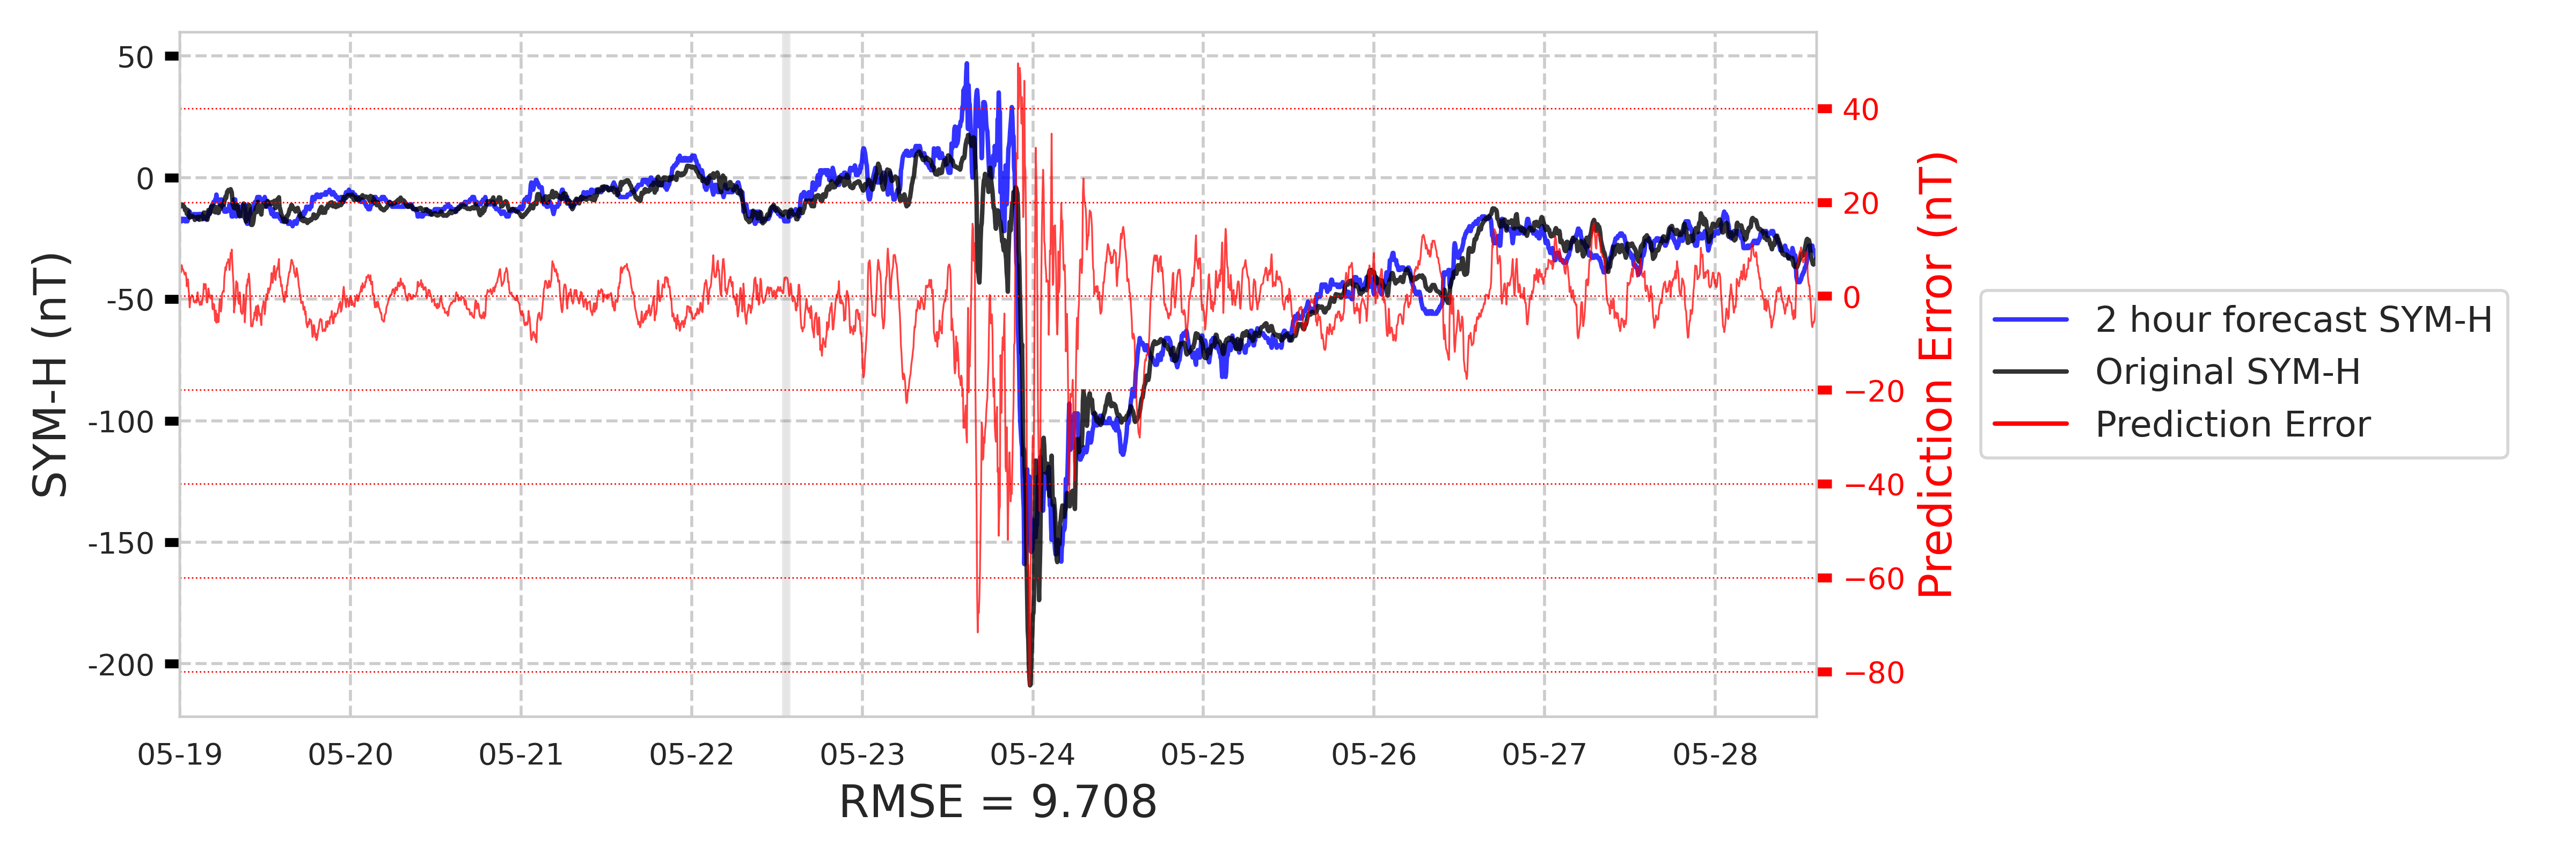 SYM-H (nT)
50
0
-50
-100
-150
-200
05-19 05-20 05-21 05-22 05-23 05-24 05-25 05-26 05-27 05-28
RMSE = 9.708
40
20
0
−20
−40
−60
−80
Prediction Error (nT)
2 hour forecast SYM-H
Original SYM-H
Prediction Error